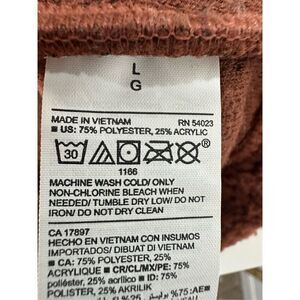 L
G
MADE IN VIETNAM RN 54023
■ US: 75% POLYESTER, 25% ACRYLIC
30
®
1166
MACHINE WASH COLD/ ONLY
NON-CHLORINE BLEACH WHEN
NEEDED/ TUMBLE DRY LOW/ DO NOT
IRON/ DO NOT DRY CLEAN
CA 17897
HECHO EN VIETNAM CON INSUMOS
IMPORTADOS/ DIBUAT DI VIETNAM
■ CA: 75% POLYESTER, 25%
ACRYLIQUE ■ CR/CL/MX/PE: 75%
poliéster, 25% acrílico ■ ID: 75%
POLISTER, 25% AKRILIK